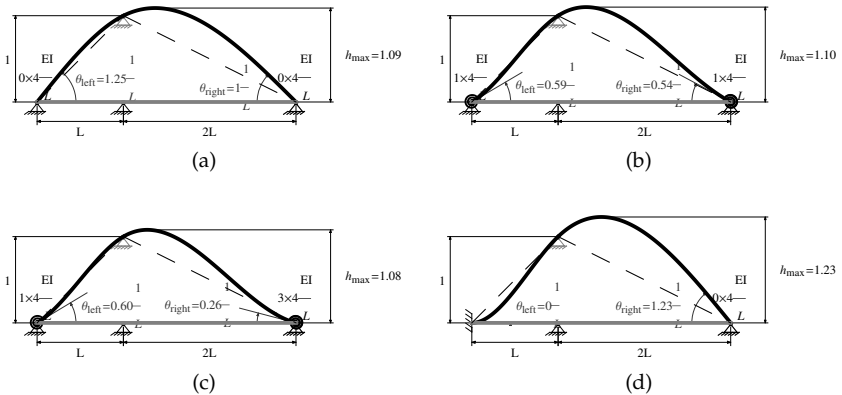 1
EI
0×4—
L
θleft=1.25—
1
L
θright=1—
1
L
hmax=1.09
L
2L
(a)
EI
1×4—
L
θleft=0.59—
1
L
θright=0.54—
1
L
EI
1×4—
L
1
hmax=1.10
L
2L
(b)
1
EI
1×4—
L
θleft=0.60—
1
L
θright=0.26—
1
L
EI
3×4—
L
hmax=1.08
L
2L
(c)
1
θleft=0—
1
L
θright=1.23—
1
L
EI
0×4—
L
hmax=1.23
L
2L
(d)